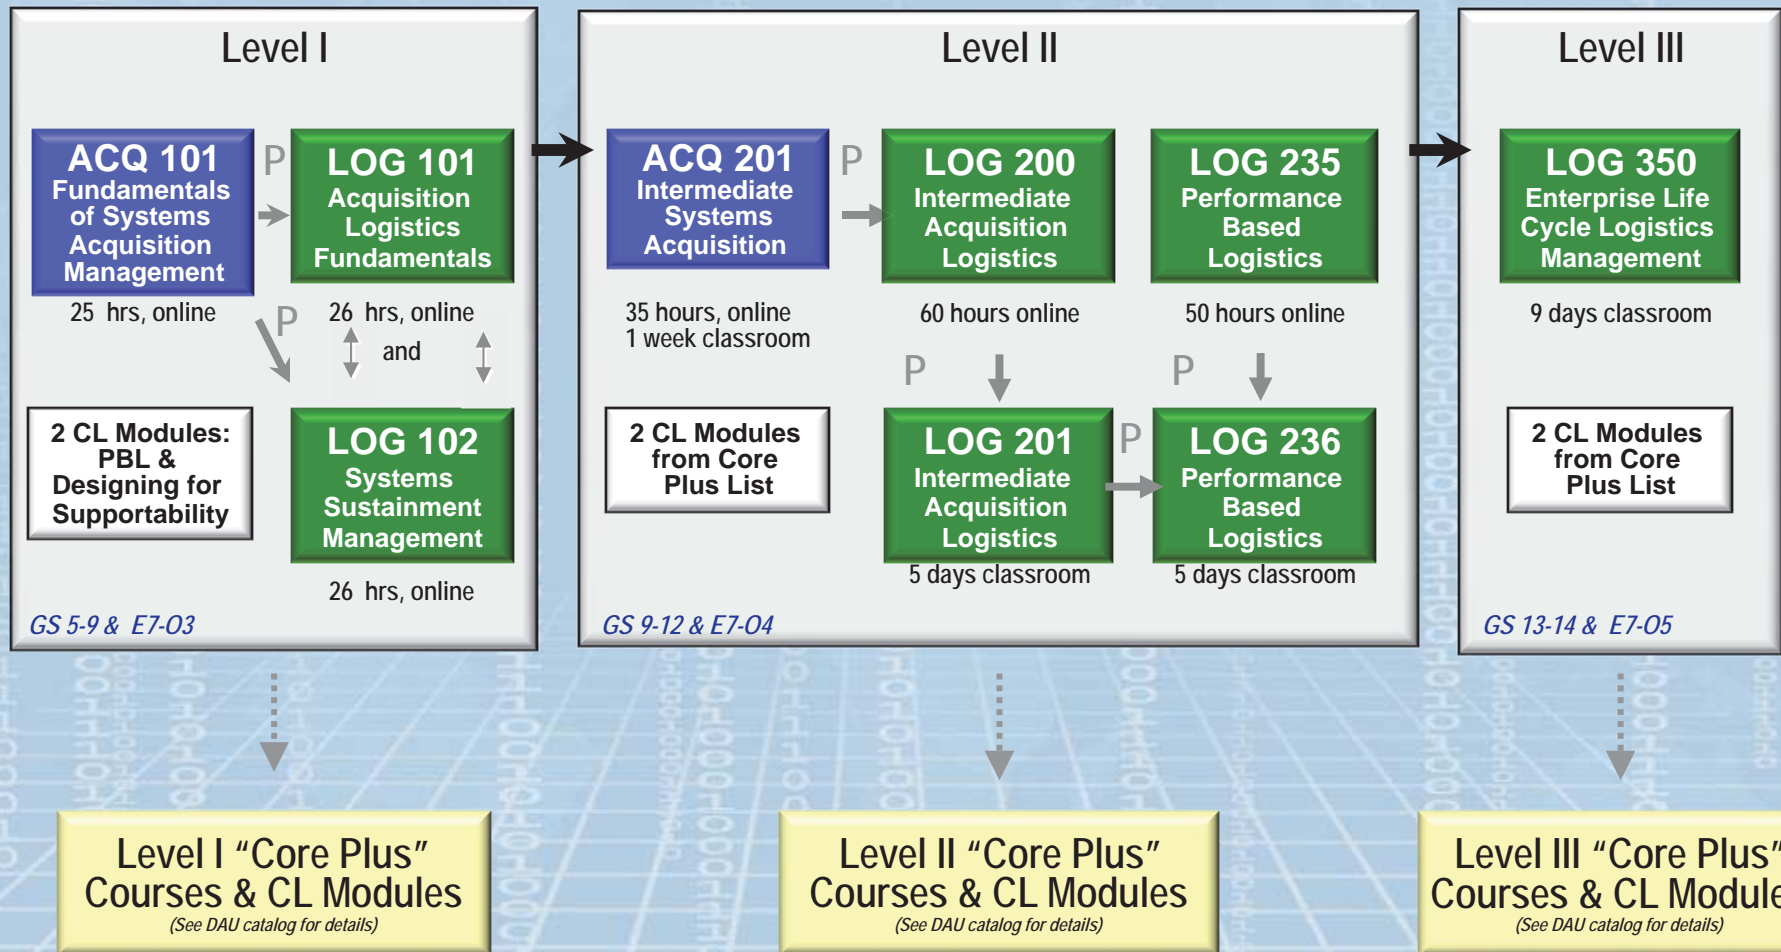 Level I
ACQ 101
Fundamentals
of Systems
Acquisition
Management
25 hrs, online
P
P
LOG 101
Acquisition
Logistics
Fundamentals
26 hrs, online
and
2 CL Modules:
PBL &
Designing for
Supportability
LOG 102
Systems
Sustainment
Management
26 hrs, online
GS 5-9 & E7-O3
Level II
ACQ 201
Intermediate
Systems
Acquisition
35 hours, online
1 week classroom
P
LOG 200
Intermediate
Acquisition
Logistics
60 hours online
LOG 235
Performance
Based
Logistics
50 hours online
P
P
2 CL Modules
from Core
Plus List
LOG 201
Intermediate
Acquisition
Logistics
5 days classroom
P
LOG 236
Performance
Based
Logistics
5 days classroom
GS 9-12 & E7-O4
Level III
LOG 350
Enterprise Life
Cycle Logistics
Management
9 days classroom
2 CL Modules
from Core
Plus List
GS 13-14 & E7-O5
Level I “Core Plus”
Courses & CL Modules
(See DAU catalog for details)
Level II “Core Plus”
Courses & CL Modules
(See DAU catalog for details)
Level III “Core Plus”
Courses & CL Module
(See DAU catalog for details)